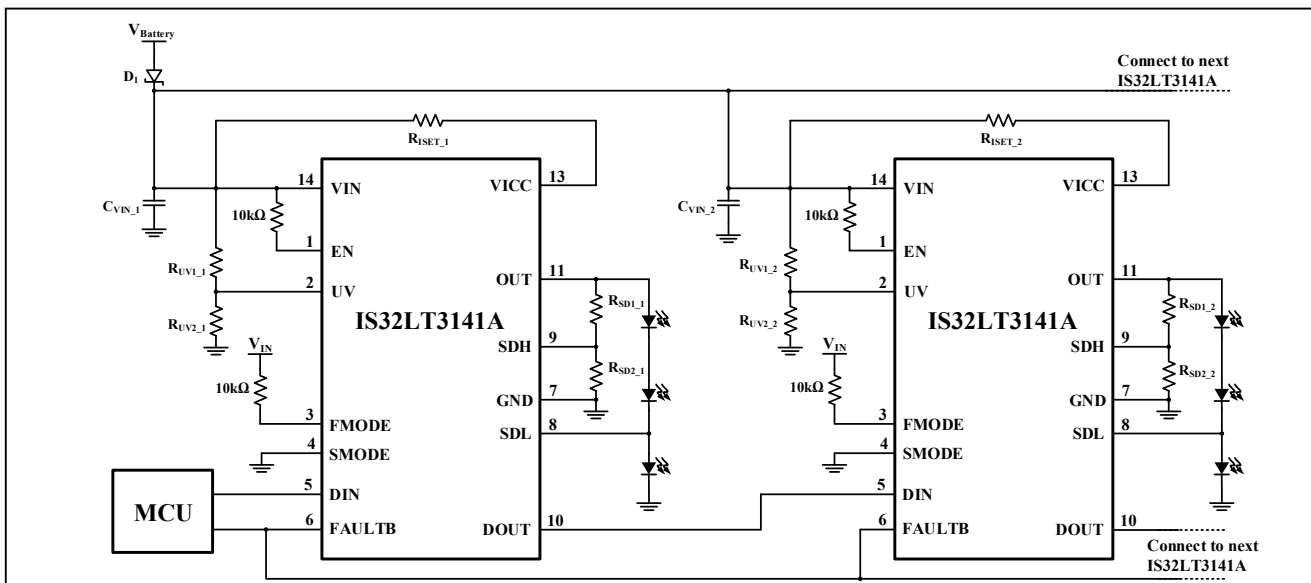 VBattery
D1
Connect to next
IS32LT3141A
RISET_1
RISET_2
14
VIN
VICC
13
14
VIN
VICC
13
CVIN_1
10kΩ
CVIN_2
10kΩ
1
EN
1
EN
RUV1_1
OUT
11
RUV1_2
OUT
11
2
UV
RSD1_1
2
UV
RSD1_2
RUV2_1
IS32LT3141A
RUV2_2
IS32LT3141A
VIN
SDH
9
VIN
SDH
9
RSD2_1
RSD2_2
10kΩ
GND
7
10kΩ
GND
7
3
FMODE
SDL
8
3
FMODE
SDL
8
4
SMODE
4
SMODE
MCU
5
DIN
5
DIN
6
FAULTB
DOUT
10
6
FAULTB
DOUT
10
Connect to next
IS32LT3141A